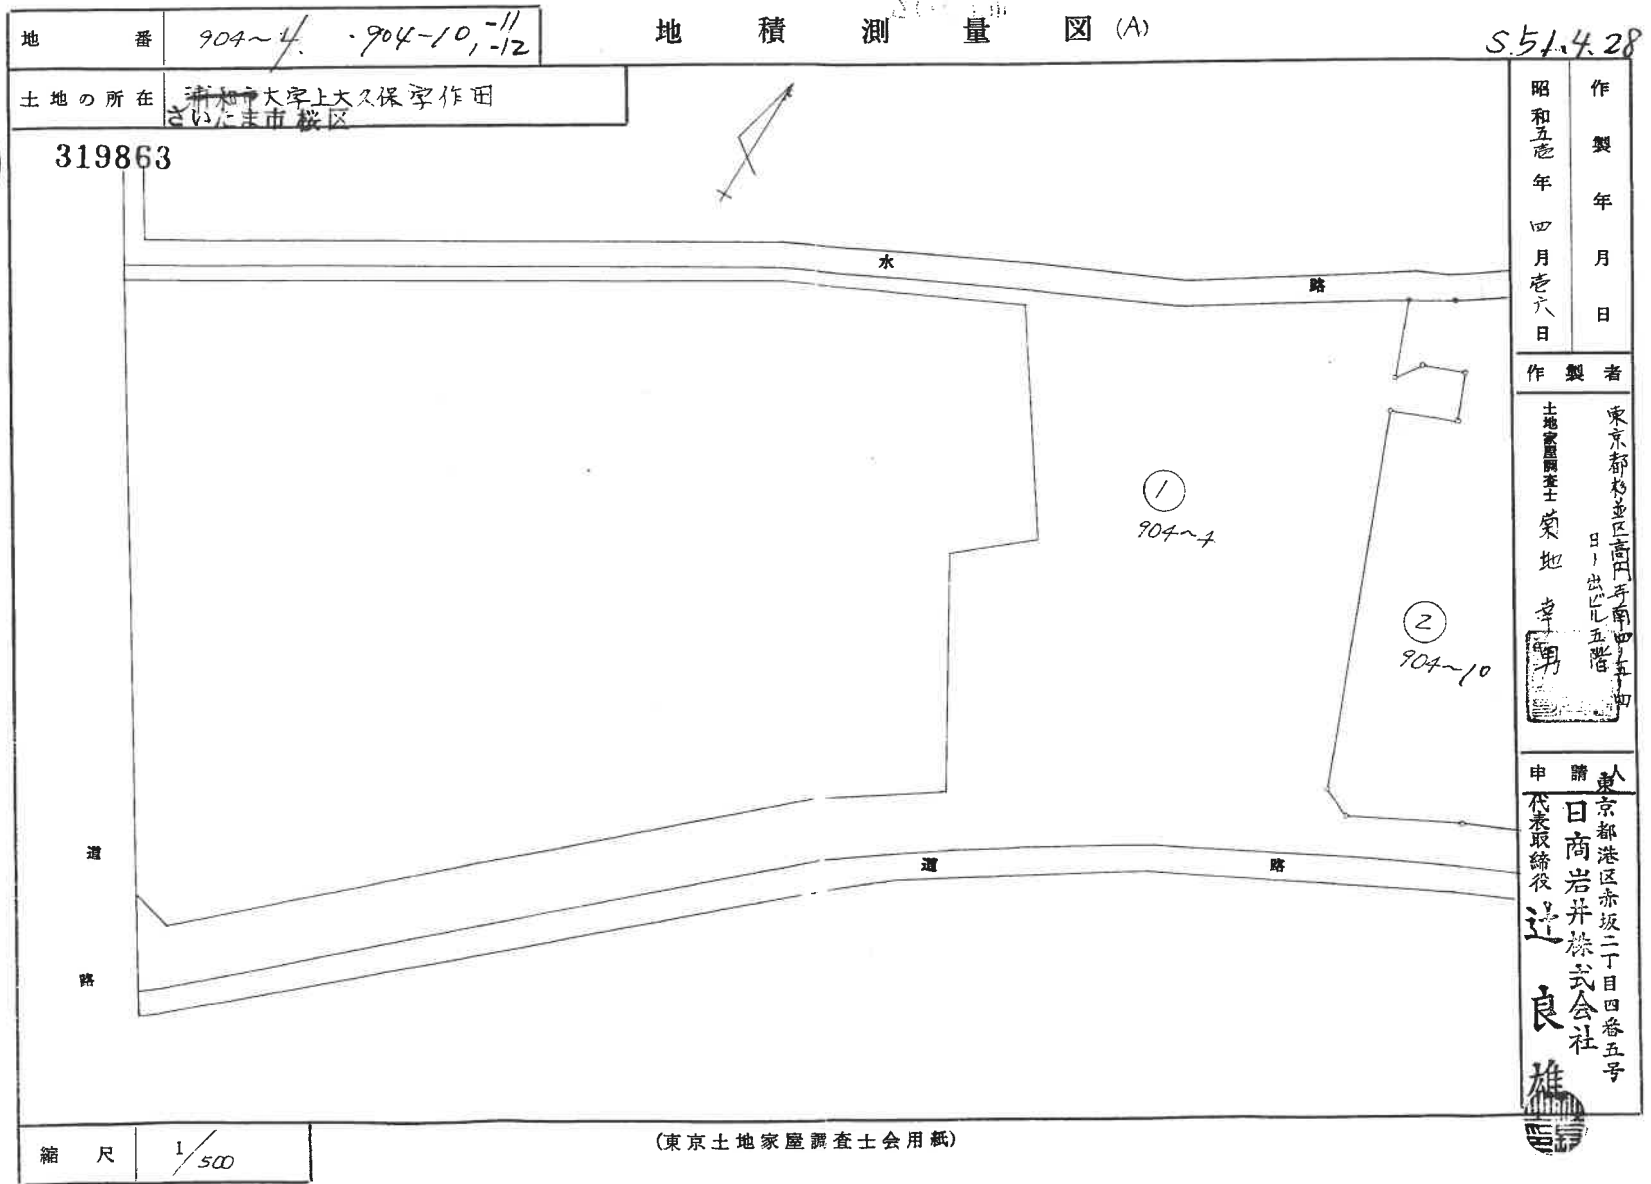 地積測量図 (A)
S.51.4.28
地番 904~4. ・904-10, -11, -12
土地の所在 浦和市大字上大久保字作田
さいたま市桜区
319863
水路
① 904~4
② 904~10
道路
道路
作製年月日
昭和五壱年四月壱六日
作製者
東京都杉並区高円寺南四ノ五ノ四
日ノ出ビル五階
土地家屋調査士 菊地幸男
申請人
東京都港区赤坂二丁目四番五号
日商岩井株式会社
代表取締役 辻良雄
縮尺 1/500
(東京土地家屋調査士会用紙)